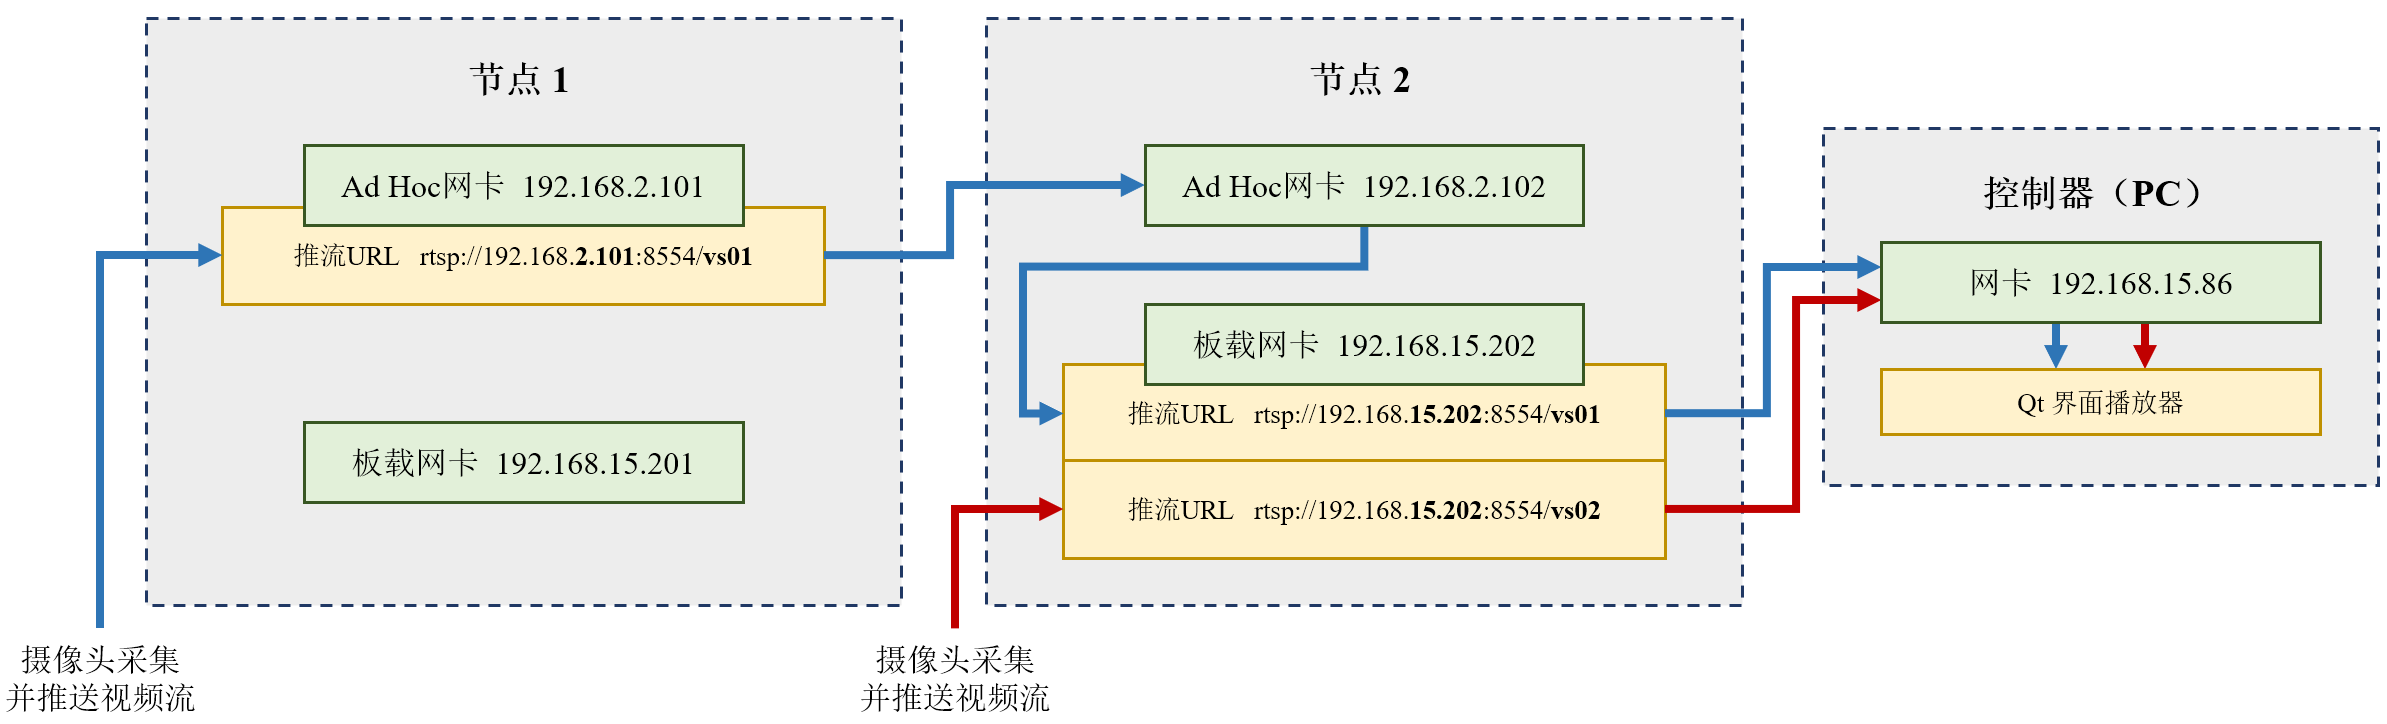 节点 1
Ad Hoc网卡 192.168.2.101
推流URL rtsp://192.168.2.101:8554/vs01
板载网卡 192.168.15.201
摄像头采集
并推送视频流
节点 2
Ad Hoc网卡 192.168.2.102
板载网卡 192.168.15.202
推流URL rtsp://192.168.15.202:8554/vs01
推流URL rtsp://192.168.15.202:8554/vs02
摄像头采集
并推送视频流
控制器（PC）
网卡 192.168.15.86
Qt 界面播放器